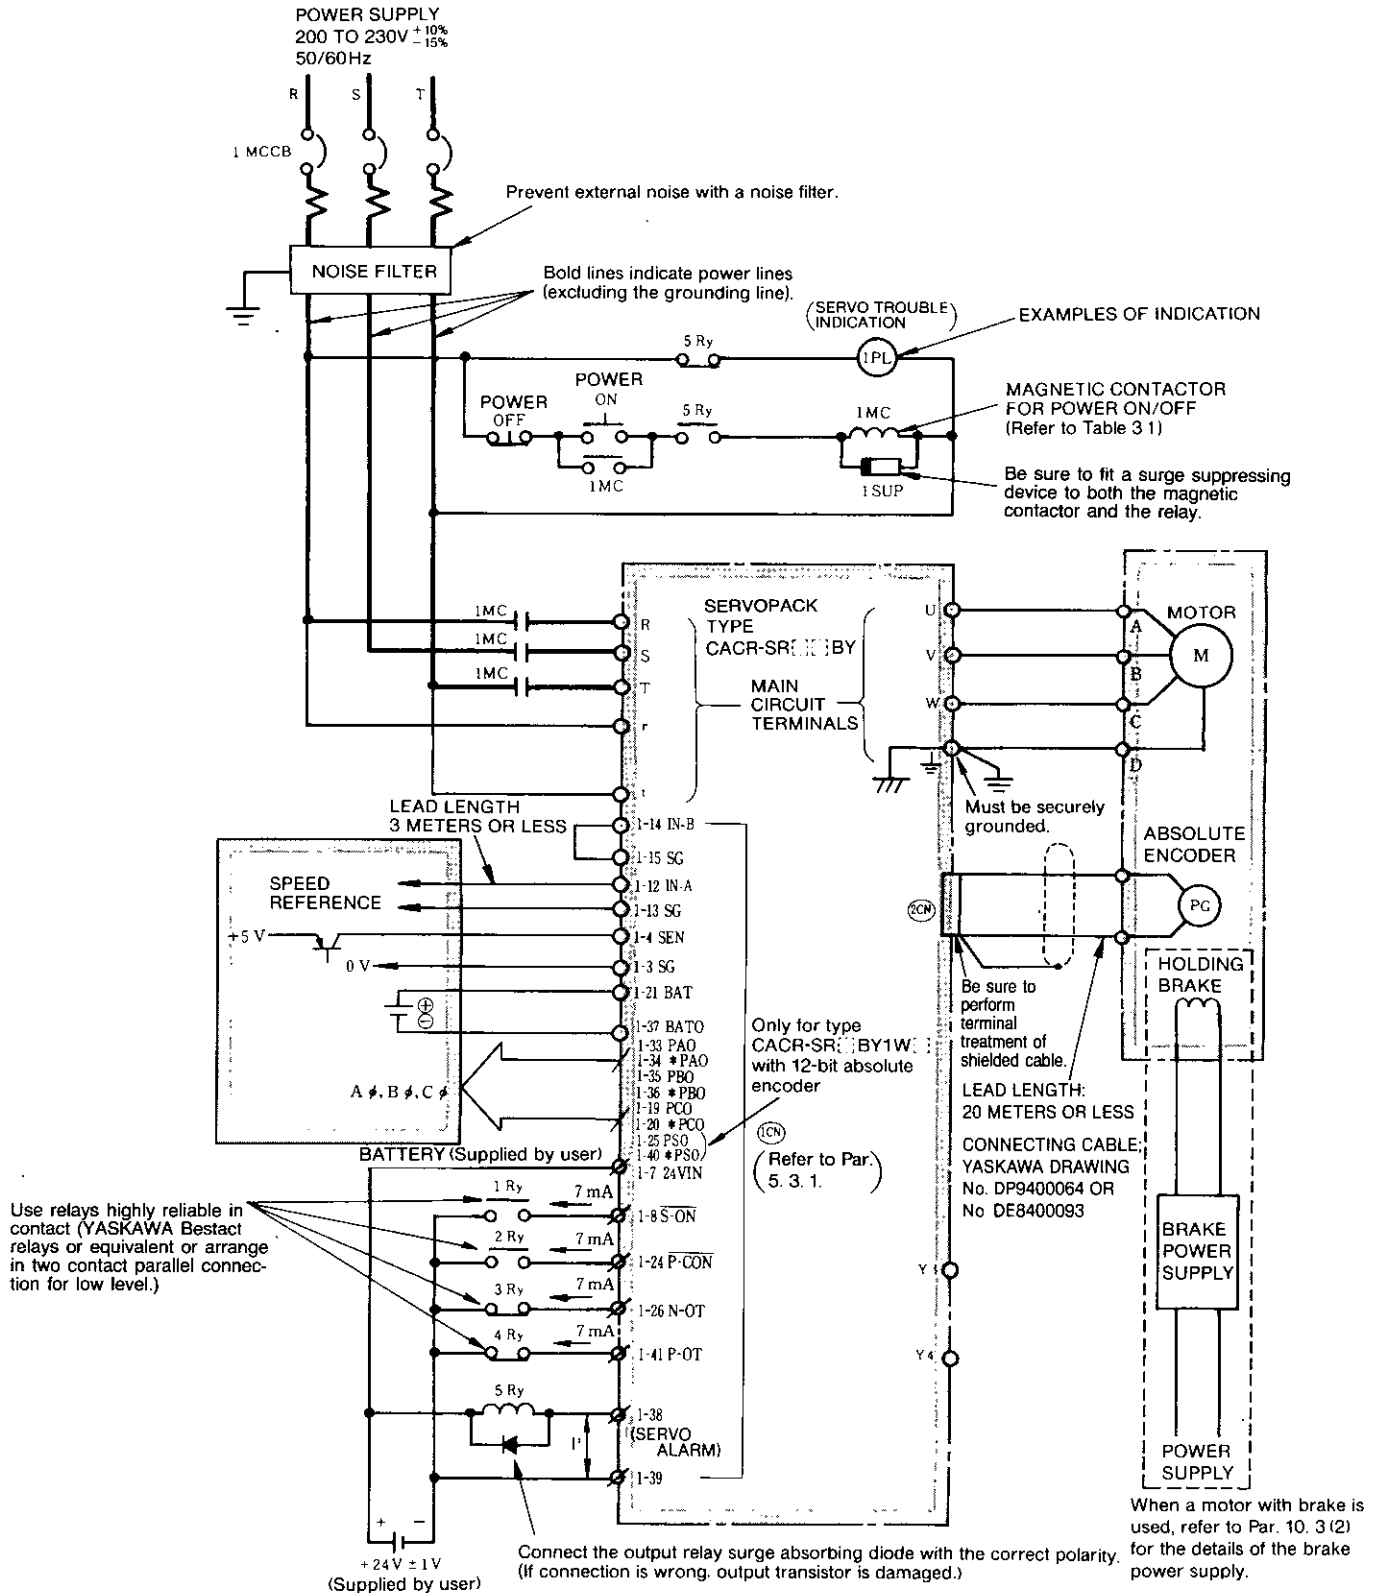 POWER SUPPLY
200 TO 230V +10% −15%
50/60Hz
R
S
T
1 MCCB
Prevent external noise with a noise filter.
NOISE FILTER
Bold lines indicate power lines
(excluding the grounding line).
(SERVO TROUBLE
INDICATION)
EXAMPLES OF INDICATION
5 Ry
1PL
POWER
OFF
POWER
ON
5 Ry
1MC
MAGNETIC CONTACTOR
FOR POWER ON/OFF
(Refer to Table 3 1)
1MC
1SUP
Be sure to fit a surge suppressing
device to both the magnetic
contactor and the relay.
1MC
1MC
1MC
R
S
T
r
t
SERVOPACK
TYPE
CACR-SR BY
MAIN
CIRCUIT
TERMINALS
U
V
W
A
B
C
D
MOTOR
M
Must be securely
grounded.
LEAD LENGTH
3 METERS OR LESS
1-14 IN-B
1-15 SG
1-12 IN-A
1-13 SG
1-4 SEN
1-3 SG
1-21 BAT
1-37 BATO
1-33 PAO
1-34 *PAO
1-35 PBO
1-36 *PBO
1-19 PCO
1-20 *PCO
1-25 PSO
1-40 *PSO
1-7 24VIN
SPEED
REFERENCE
+5 V
0 V
⊕
⊖
A ϕ, B ϕ, C ϕ
BATTERY (Supplied by user)
Only for type
CACR-SR BY1W
with 12-bit absolute
encoder
1CN
(Refer to Par.
5. 3. 1.)
2CN
ABSOLUTE
ENCODER
PG
Be sure to
perform
terminal
treatment of
shielded cable.
HOLDING
BRAKE
LEAD LENGTH:
20 METERS OR LESS
CONNECTING CABLE,
YASKAWA DRAWING
No. DP9400064 OR
No DE8400093
BRAKE
POWER
SUPPLY
POWER
SUPPLY
When a motor with brake is
used, refer to Par. 10. 3 (2)
for the details of the brake
power supply.
Use relays highly reliable in
contact (YASKAWA Bestact
relays or equivalent or arrange
in two contact parallel connec-
tion for low level.)
1 Ry
7 mA
1-8 S-ON
2 Ry
7 mA
1-24 P-CON
3 Ry
7 mA
1-26 N-OT
4 Ry
7 mA
1-41 P-OT
5 Ry
1-38
(SERVO
ALARM)
1-39
Y4
+
−
+24V ±1V
(Supplied by user)
Connect the output relay surge absorbing diode with the correct polarity.
(If connection is wrong, output transistor is damaged.)